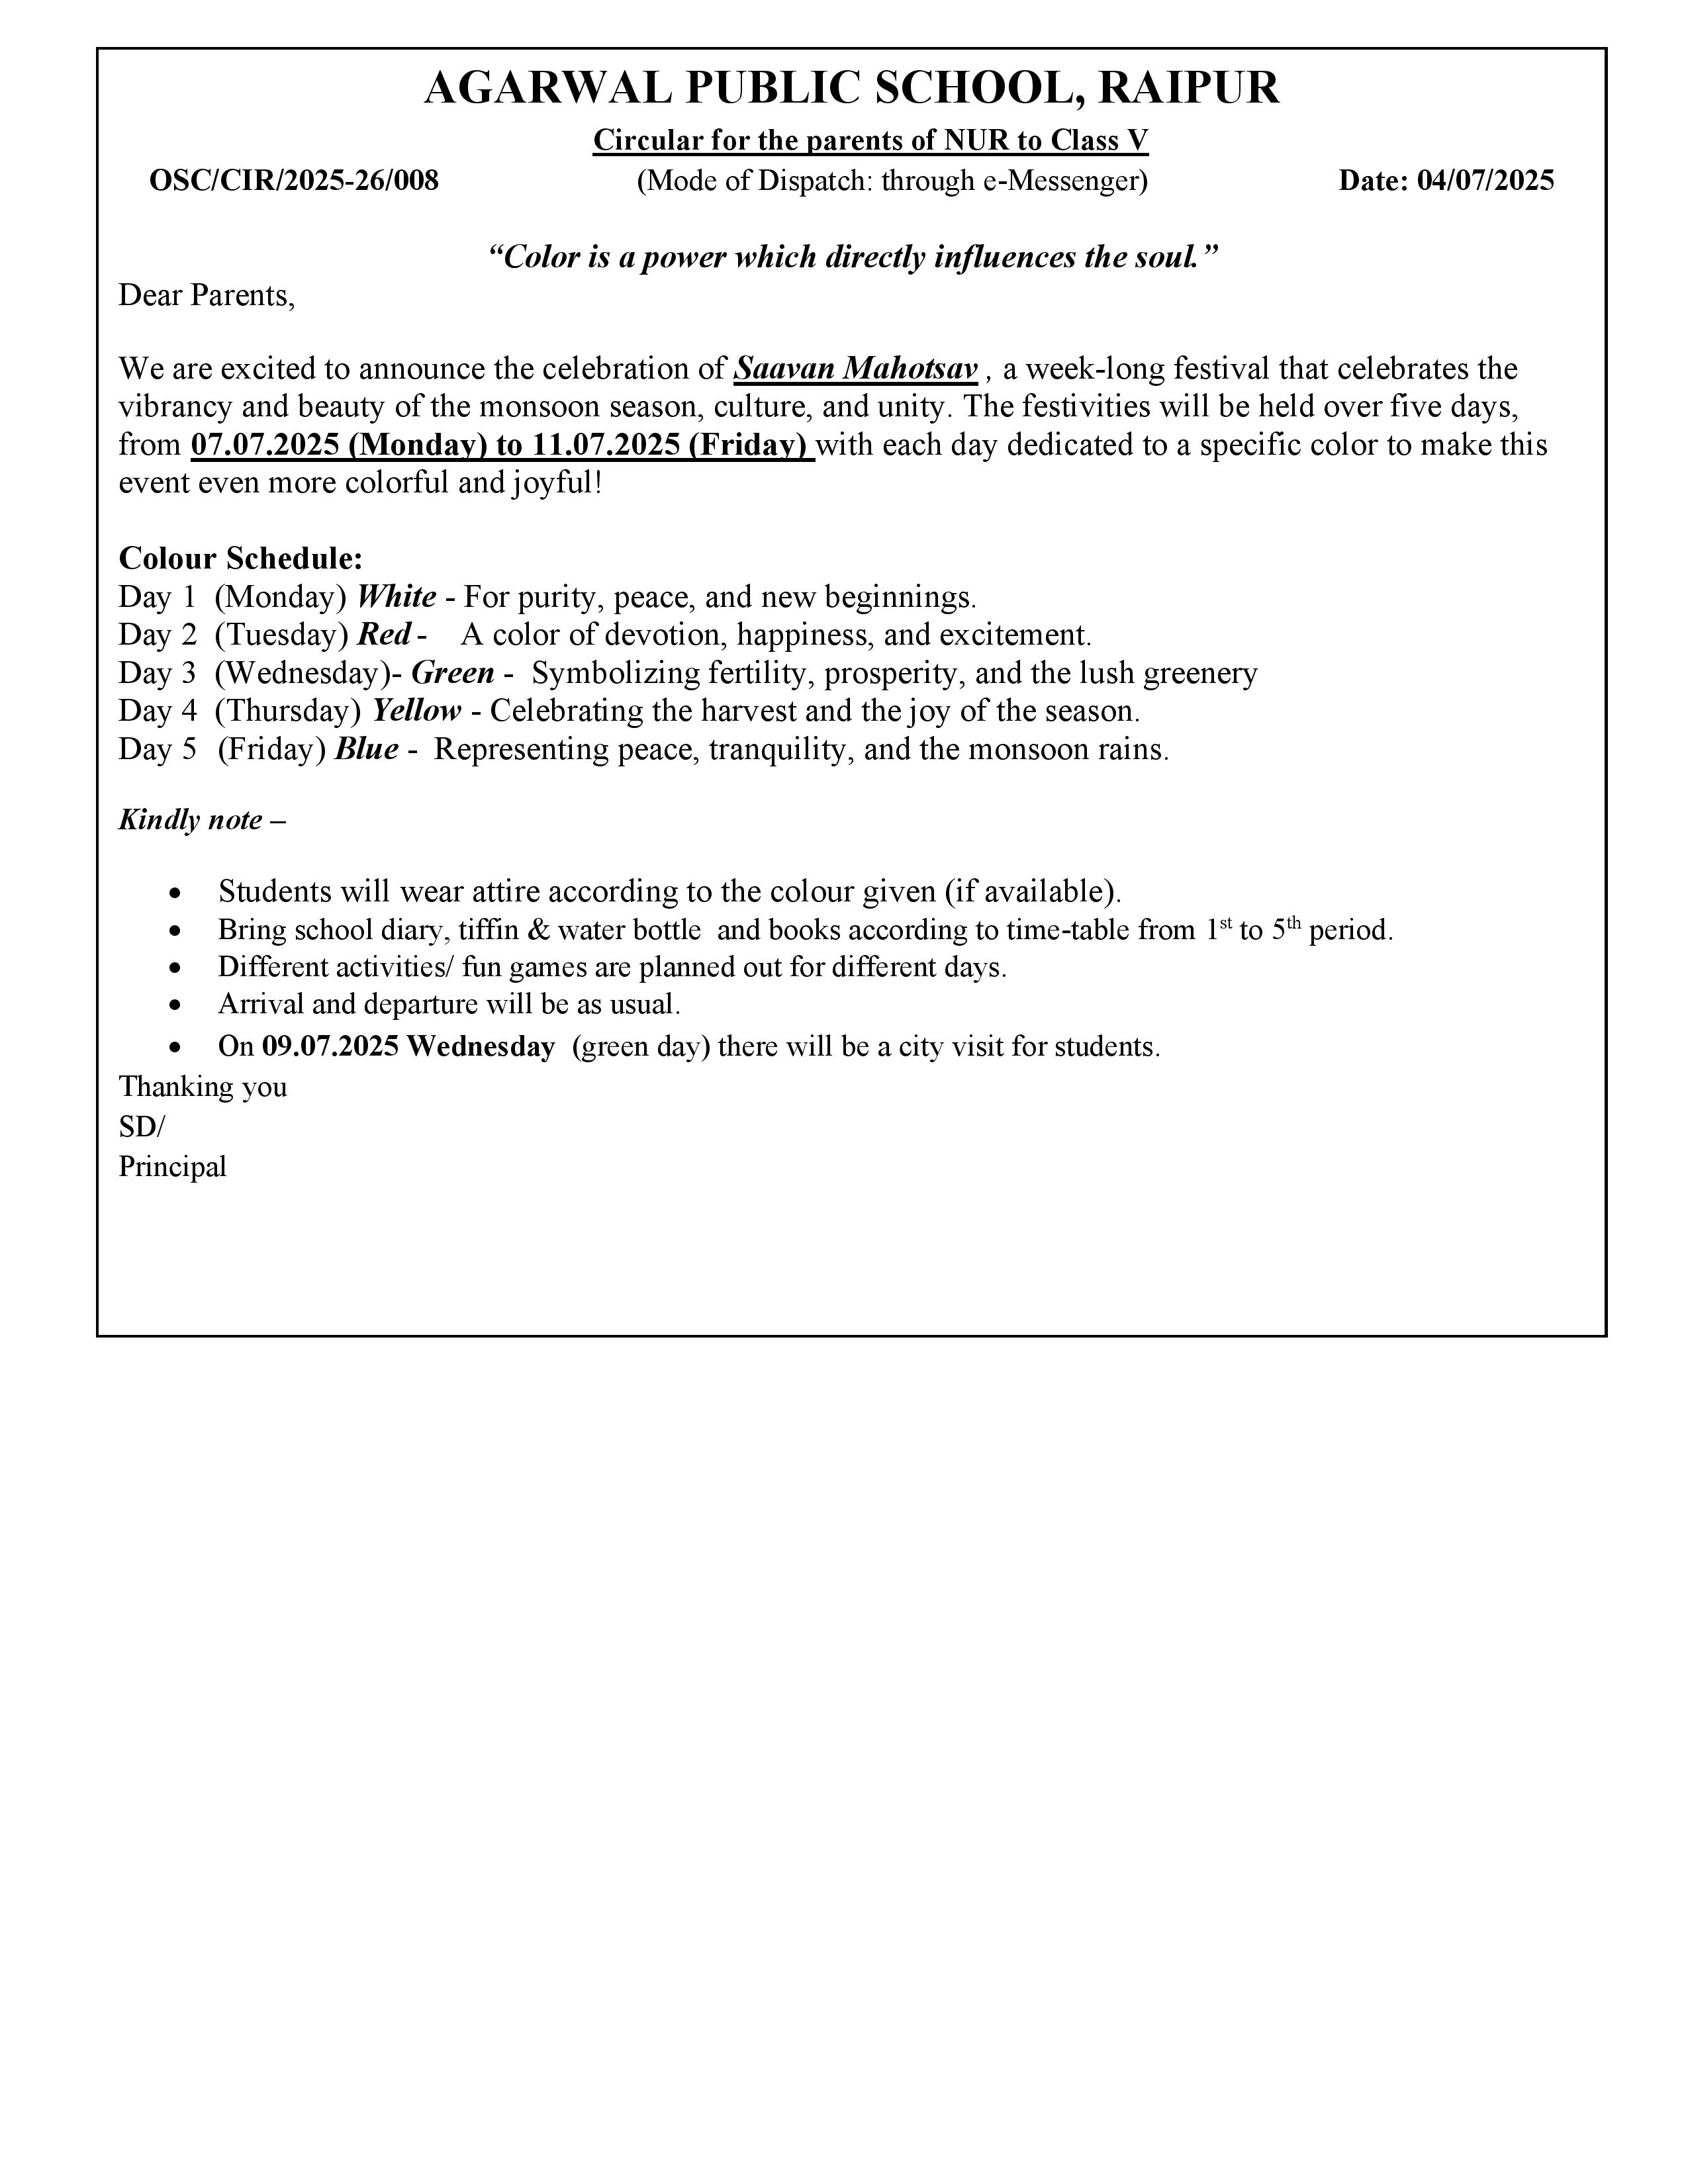 AGARWAL PUBLIC SCHOOL, RAIPUR
Circular for the parents of NUR to Class V
OSC/CIR/2025-26/008 (Mode of Dispatch: through e-Messenger) Date: 04/07/2025
“Color is a power which directly influences the soul.”
Dear Parents,
We are excited to announce the celebration of Saavan Mahotsav , a week-long festival that celebrates the
vibrancy and beauty of the monsoon season, culture, and unity. The festivities will be held over five days,
from 07.07.2025 (Monday) to 11.07.2025 (Friday) with each day dedicated to a specific color to make this
event even more colorful and joyful!
Colour Schedule:
Day 1 (Monday) White - For purity, peace, and new beginnings.
Day 2 (Tuesday) Red - A color of devotion, happiness, and excitement.
Day 3 (Wednesday)- Green - Symbolizing fertility, prosperity, and the lush greenery
Day 4 (Thursday) Yellow - Celebrating the harvest and the joy of the season.
Day 5 (Friday) Blue - Representing peace, tranquility, and the monsoon rains.
Kindly note –
• Students will wear attire according to the colour given (if available).
• Bring school diary, tiffin & water bottle and books according to time-table from 1st to 5th period.
• Different activities/ fun games are planned out for different days.
• Arrival and departure will be as usual.
• On 09.07.2025 Wednesday (green day) there will be a city visit for students.
Thanking you
SD/
Principal